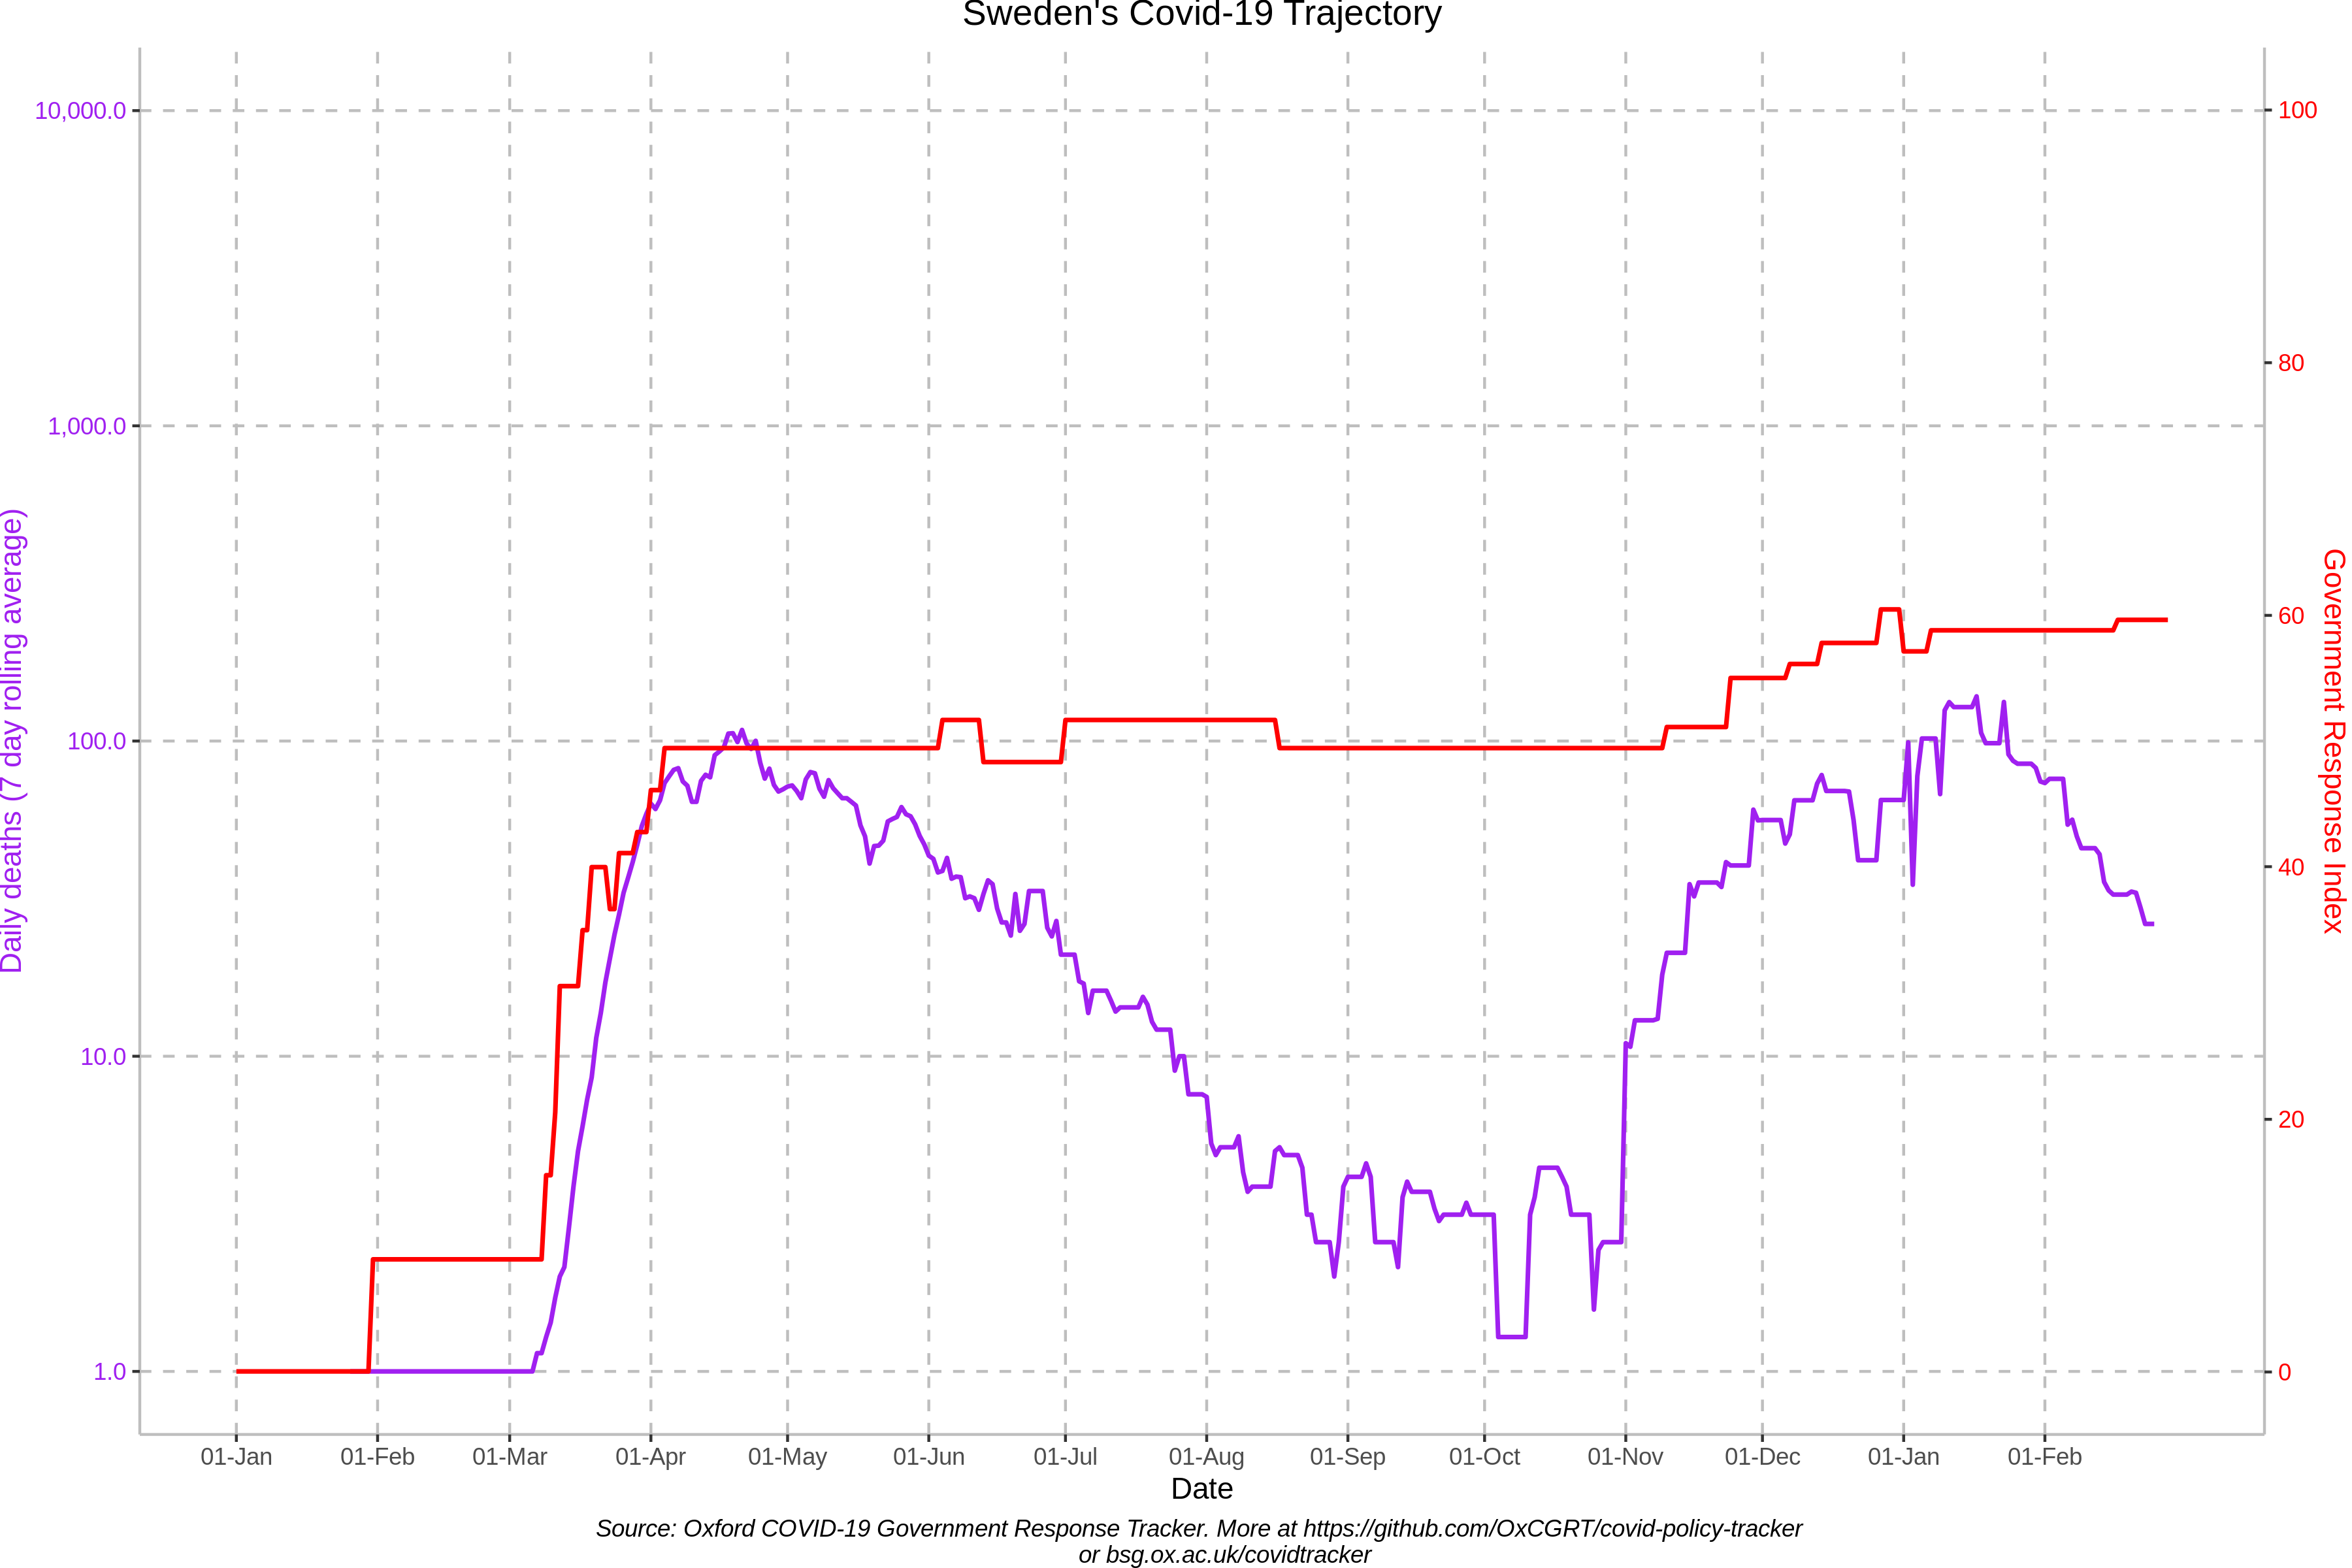 Sweden's Covid-19 Trajectory
10,000.0
1,000.0
100.0
10.0
1.0
Daily deaths (7 day rolling average)
100
80
60
40
20
0
Government Response Index
01-Jan 01-Feb 01-Mar 01-Apr 01-May 01-Jun 01-Jul 01-Aug 01-Sep 01-Oct 01-Nov 01-Dec 01-Jan 01-Feb
Date
Source: Oxford COVID-19 Government Response Tracker. More at https://github.com/OxCGRT/covid-policy-tracker
or bsg.ox.ac.uk/covidtracker